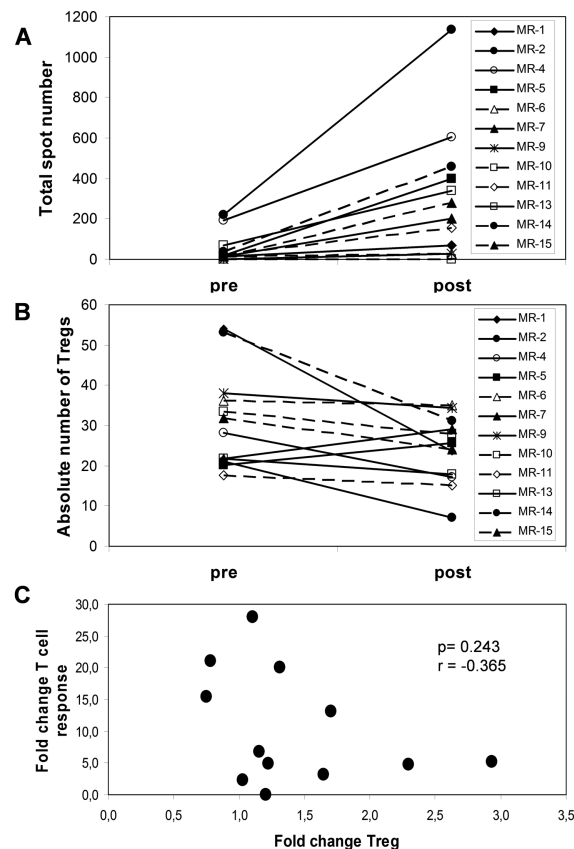 A
Total spot number
1200
1000
800
600
400
200
0
pre
post
MR-1
MR-2
MR-4
MR-5
MR-6
MR-7
MR-9
MR-10
MR-11
MR-13
MR-14
MR-15
B
Absolute number of Tregs
60
50
40
30
20
10
0
pre
post
MR-1
MR-2
MR-4
MR-5
MR-6
MR-7
MR-9
MR-10
MR-11
MR-13
MR-14
MR-15
C
Fold change T cell
response
30,0
25,0
20,0
15,0
10,0
5,0
0,0
p= 0.243
r = -0.365
0,0 0,5 1,0 1,5 2,0 2,5 3,0 3,5
Fold change Treg